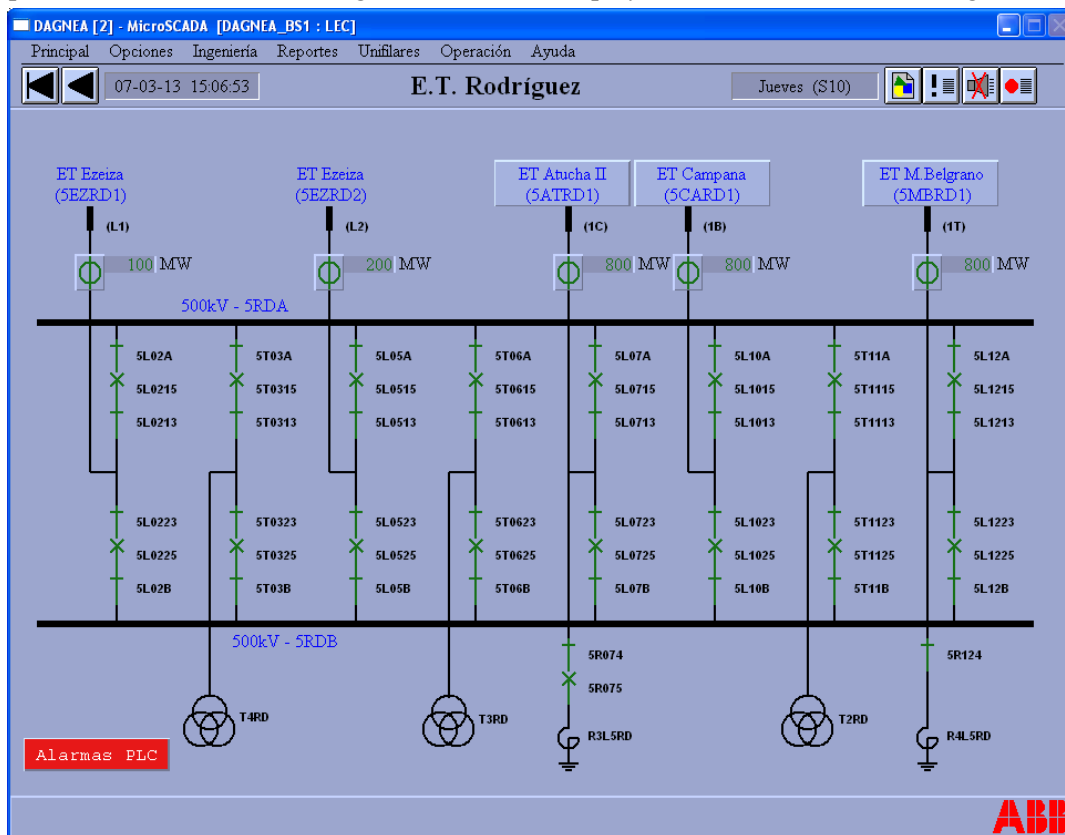 DAGNEA [2] - MicroSCADA [DAGNEA_BS1 : LEC]
Principal Opciones Ingeniería Reportes Unifilares Operación Ayuda
07-03-13 15:06:53 E.T. Rodríguez Jueves (S10)
ET Ezeiza ET Ezeiza ET Atucha II ET Campana ET M.Belgrano
(5EZRD1) (5EZRD2) (5ATRD1) (5CARD1) (5MBRD1)
(L1) (L2) (1C) (1B) (1T)
100 MW 200 MW 800 MW 800 MW 800 MW
500kV - 5RDA
5L02A 5T03A 5L05A 5T06A 5L07A 5L10A 5T11A 5L12A
5L0215 5T0315 5L0515 5T0615 5L0715 5L1015 5T1115 5L1215
5L0213 5T0313 5L0513 5T0613 5L0713 5L1013 5T1113 5L1213
5L0223 5T0323 5L0523 5T0623 5L0723 5L1023 5T1123 5L1223
5L0225 5T0325 5L0525 5T0625 5L0725 5L1025 5T1125 5L1225
5L02B 5T03B 5L05B 5T06B 5L07B 5L10B 5T11B 5L12B
500kV - 5RDB
5R074 5R124
5R075
T4RD T3RD T2RD
R3L5RD R4L5RD
Alarmas PLC
ABB